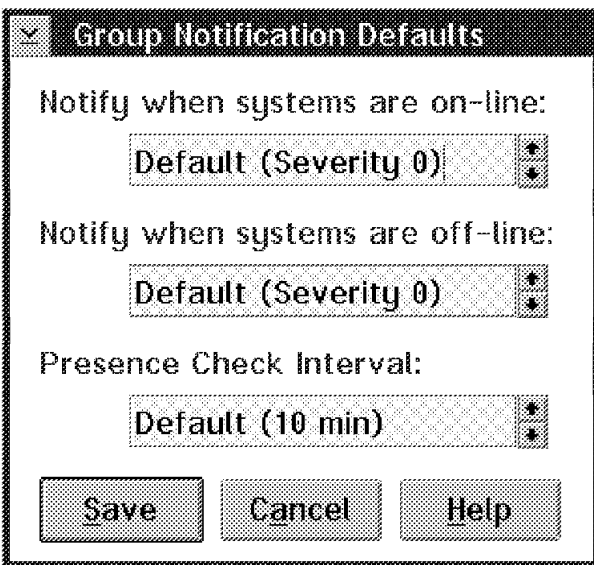 Group Notification Defaults
Notify when systems are on-line:
Default (Severity 0)
Notify when systems are off-line:
Default (Severity 0)
Presence Check Interval:
Default (10 min)
Save Cancel Help